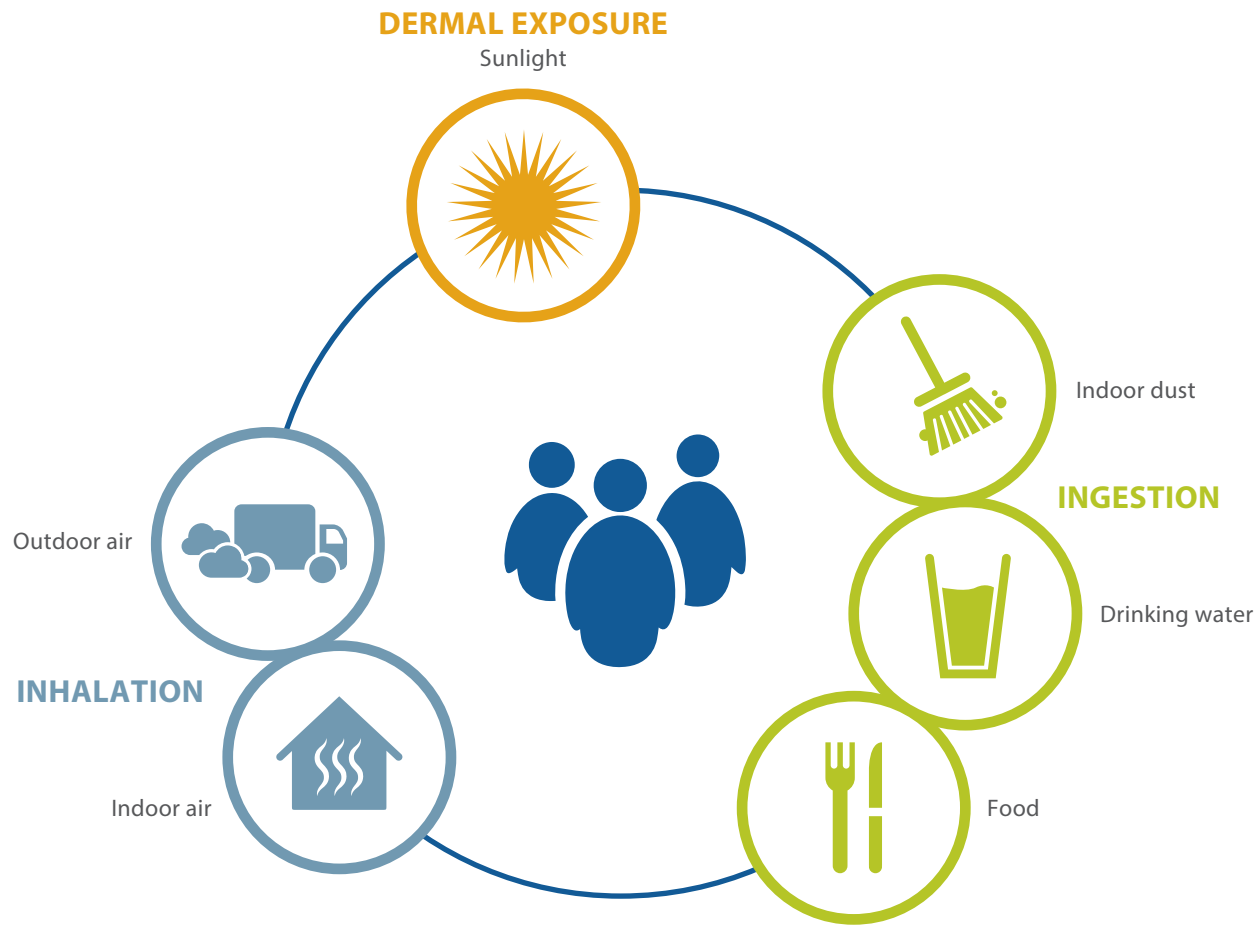 DERMAL EXPOSURE
Sunlight
Indoor dust
INGESTION
Outdoor air
Drinking water
INHALATION
Indoor air
Food